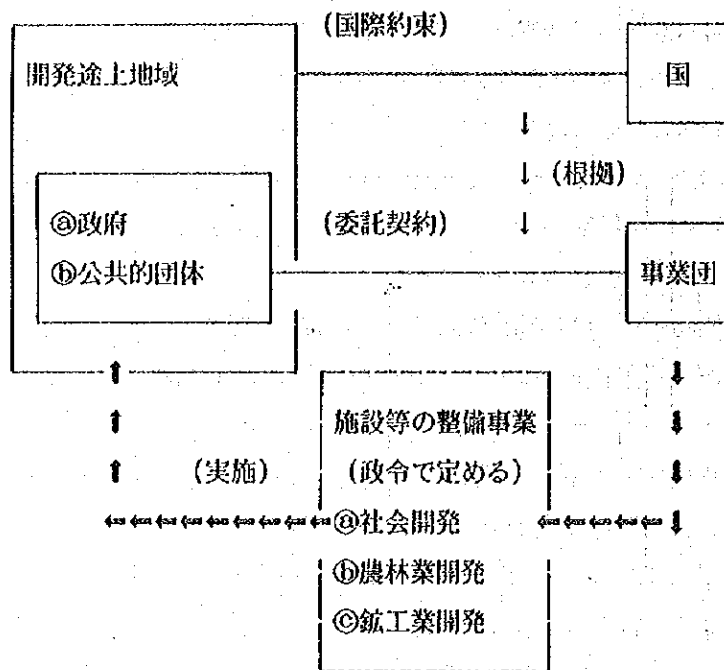 (国際約束)
開発途上地域
国
(根拠)
ⓐ政府
(委託契約)
ⓑ公共的団体
事業団
施設等の整備事業
(実施)
(政令で定める)
ⓐ社会開発
ⓑ農林業開発
ⓒ鉱工業開発